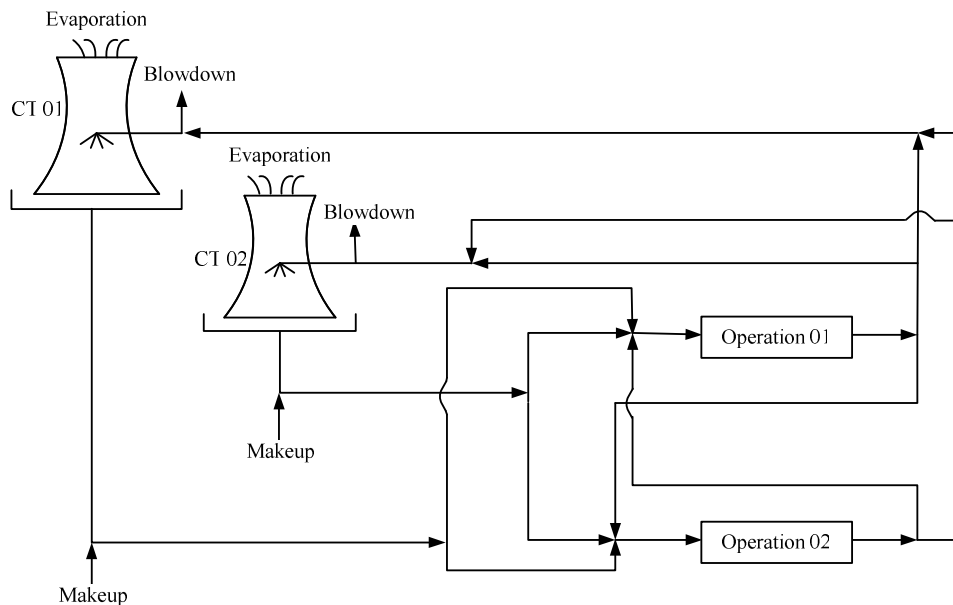 Evaporation
Blowdown
CT 01
Evaporation
Blowdown
CT 02
Operation 01
Makeup
Operation 02
Makeup